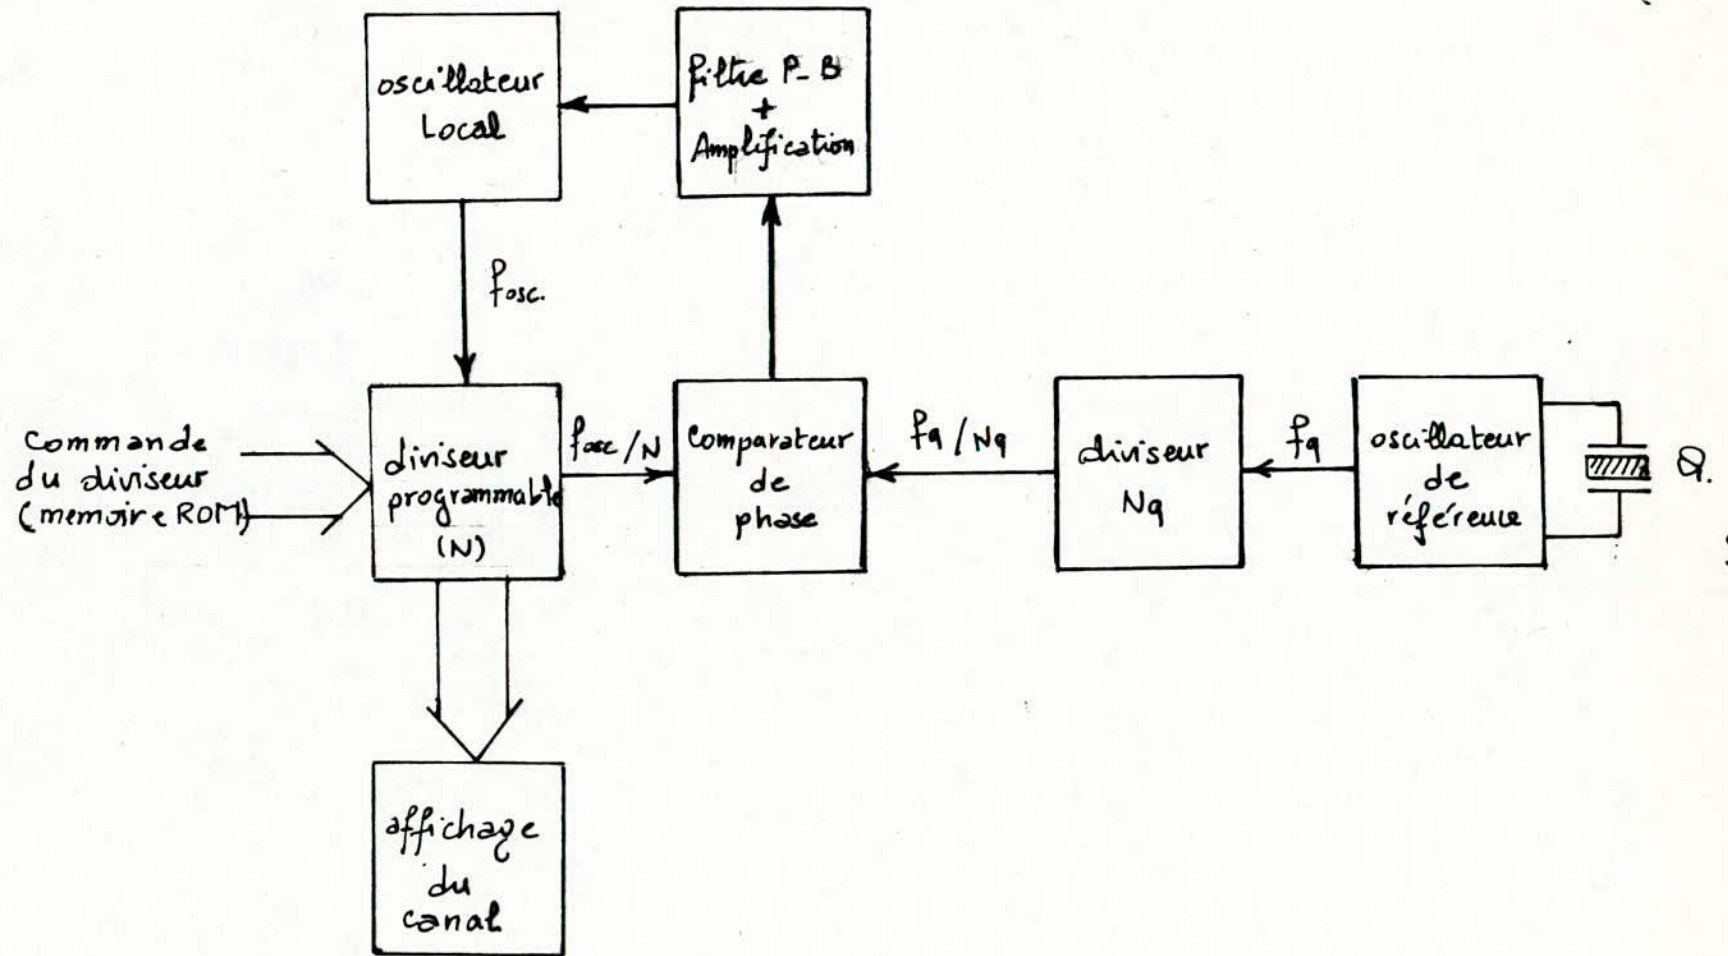 oscillateur
Local
filtre P-B
+
Amplification
fosc.
Commande
du diviseur
(memoire ROM)
diviseur
programmable
(N)
fosc/N
Comparateur
de
phase
fq/Nq
diviseur
Nq
fq
oscillateur
de
référence
Q.
affichage
du
canal